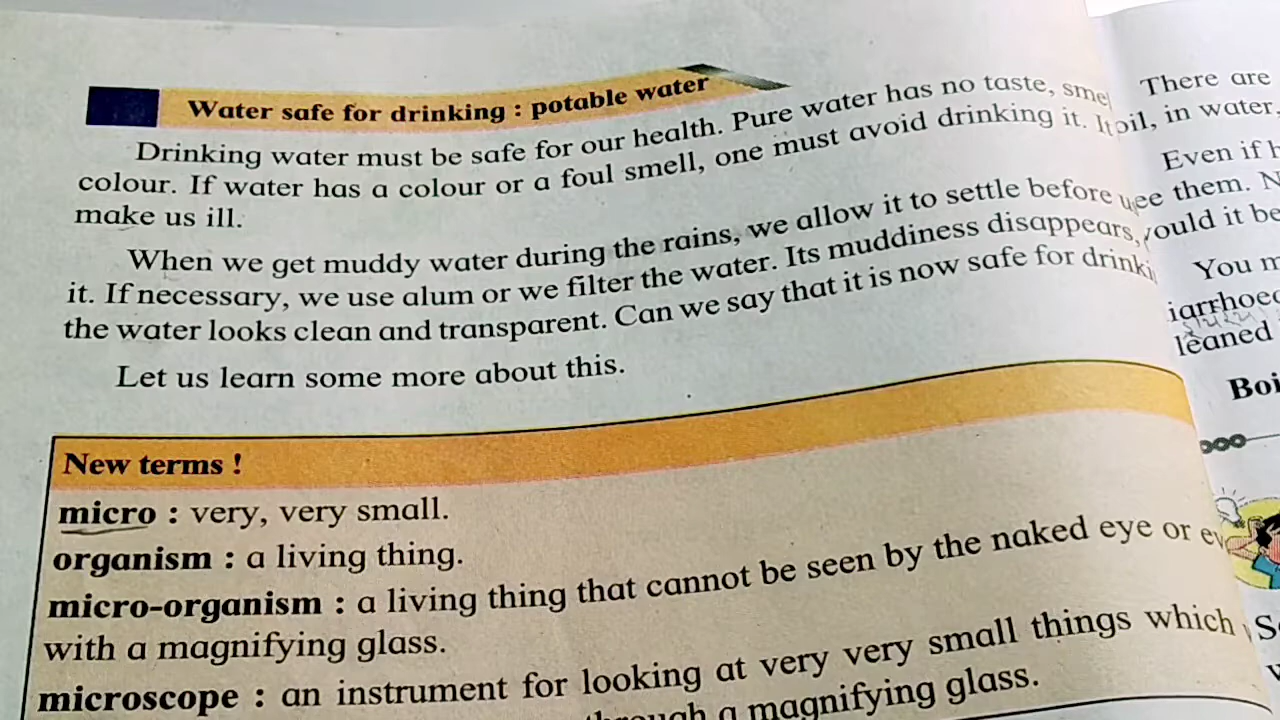 Water safe for drinking : potable water
Drinking water must be safe for our health. Pure water has no taste,
colour. If water has a colour or a foul smell, one must avoid drinking it.
make us ill.
When we get muddy water during the rains, we allow it to settle before
it. If necessary, we use alum or we filter the water. Its muddiness disappears,
the water looks clean and transparent. Can we say that it is now safe for
Let us learn some more about this.
New terms !
micro : very, very small.
organism : a living thing.
micro-organism : a living thing that cannot be seen by the naked eye or
with a magnifying glass.
microscope : an instrument for looking at very very small things which
through a magnifying glass.
There are
in water,
Even if
them.
it
You
leaned